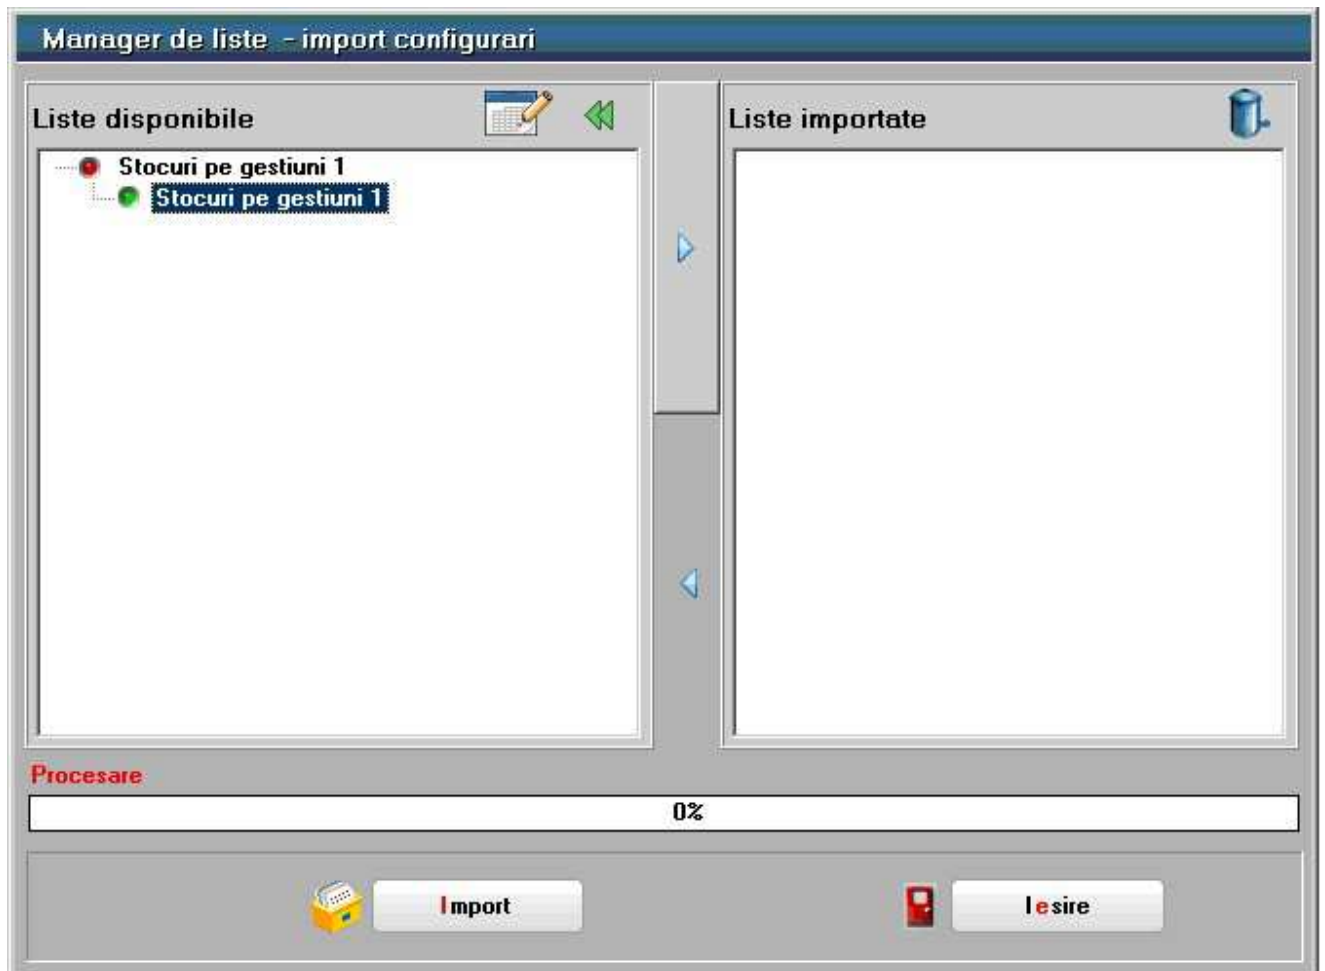 Manager de liste - import configurari
Liste disponibile
Liste importate
Stocuri pe gestiuni 1
Stocuri pe gestiuni 1
Procesare
0%
Import
Iesire